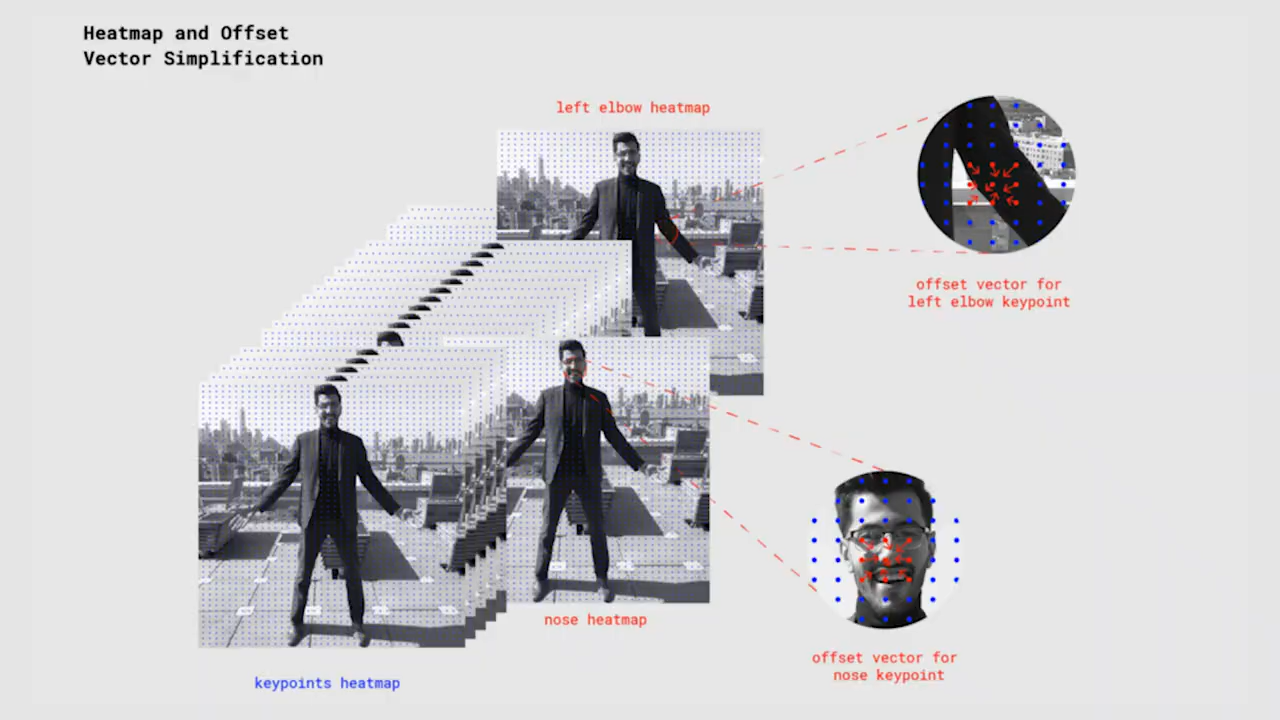 Heatmap and Offset
Vector Simplification
left elbow heatmap
offset vector for
left elbow keypoint
nose heatmap
offset vector for
nose keypoint
keypoints heatmap